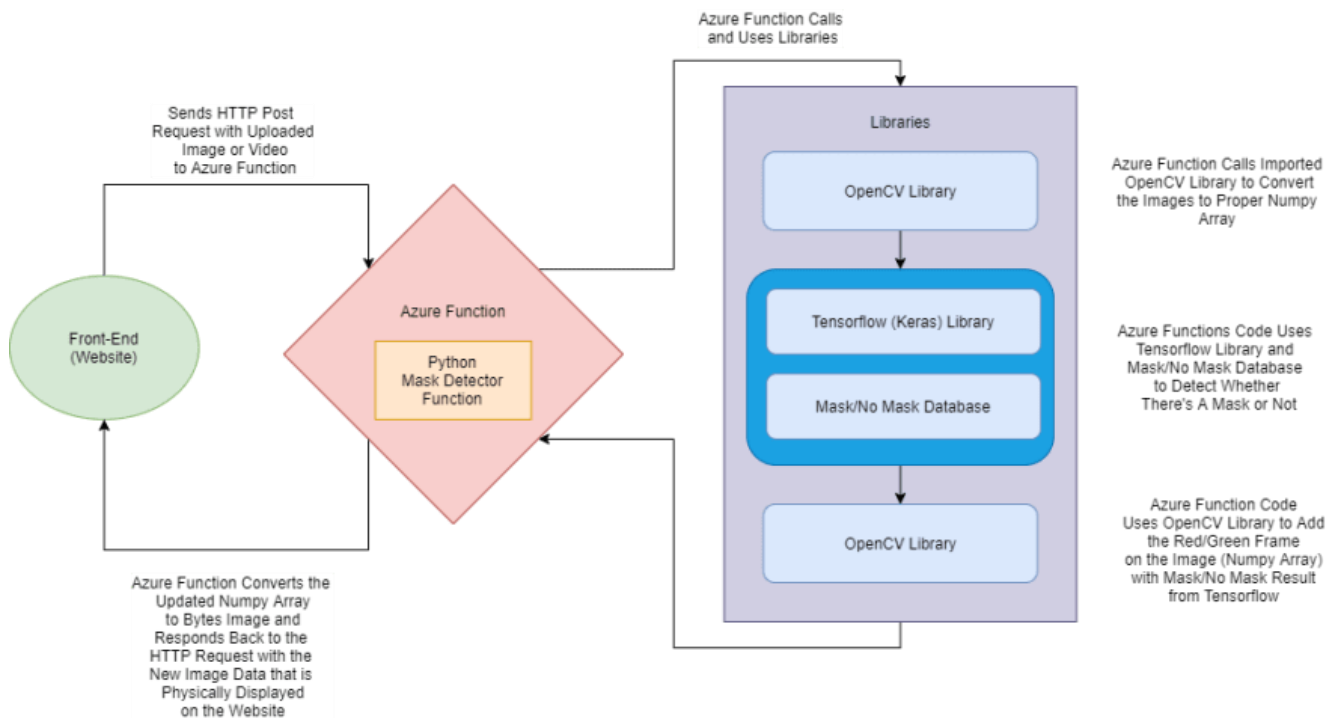 Azure Function Calls
and Uses Libraries
Sends HTTP Post
Request with Uploaded
Image or Video
to Azure Function
Libraries
OpenCV Library
Azure Function Calls Imported
OpenCV Library to Convert
the Images to Proper Numpy
Array
Front-End
(Website)
Azure Function
Python
Mask Detector
Function
Tensorflow (Keras) Library
Mask/No Mask Database
Azure Functions Code Uses
Tensorflow Library and
Mask/No Mask Database
to Detect Whether
There's A Mask or Not
OpenCV Library
Azure Function Code
Uses OpenCV Library to Add
the Red/Green Frame
on the Image (Numpy Array)
with Mask/No Mask Result
from Tensorflow
Azure Function Converts the
Updated Numpy Array
to Bytes Image and
Responds Back to the
HTTP Request with the
New Image Data that is
Physically Displayed
on the Website